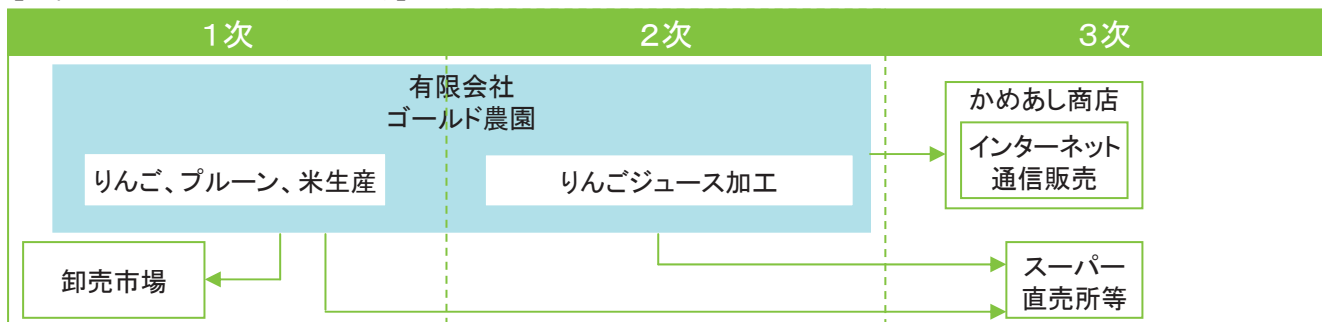 １次
２次
３次
有限会社
ゴールド農園
りんご、プルーン、米生産
りんごジュース加工
かめあし商店
インターネット
通信販売
卸売市場
スーパー
直売所等